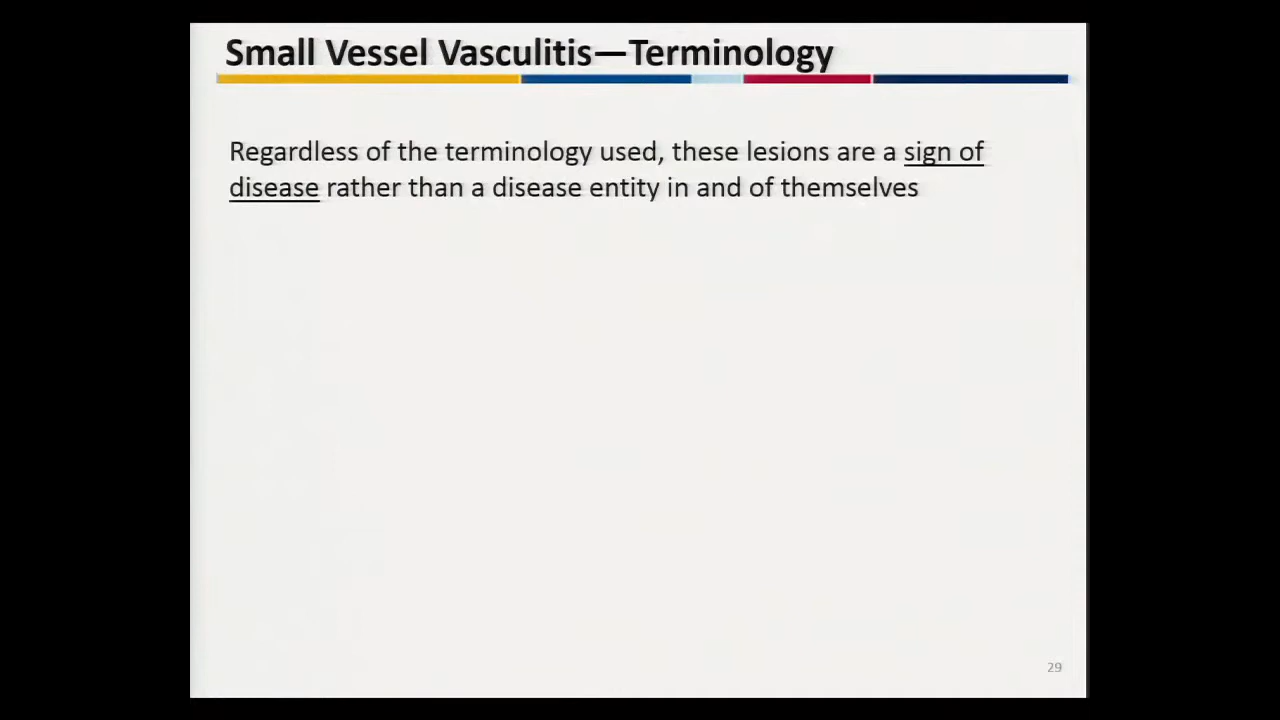 Small Vessel Vasculitis—Terminology
Regardless of the terminology used, these lesions are a sign of
disease rather than a disease entity in and of themselves
29